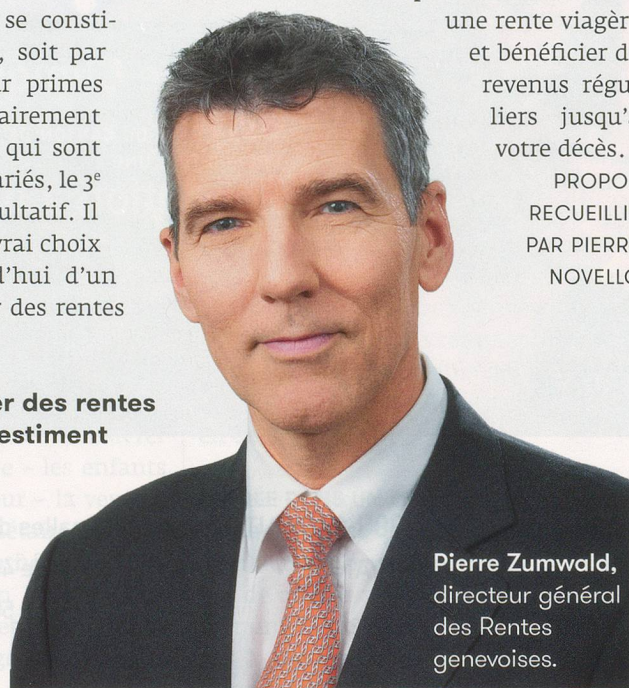 se consti-
, soit par
r primes
airement
qui sont
ariés, le 3e
ultatif. Il
vrai choix
d'hui d'un
r des rentes
er des rentes
estiment
une rente viagèr
et bénéficier d
revenus régu
liers jusqu'
votre décès.
PROPO
RECUEILLI
PAR PIERR
NOVELLO
Pierre Zumwald,
directeur général
des Rentes
genevoises.